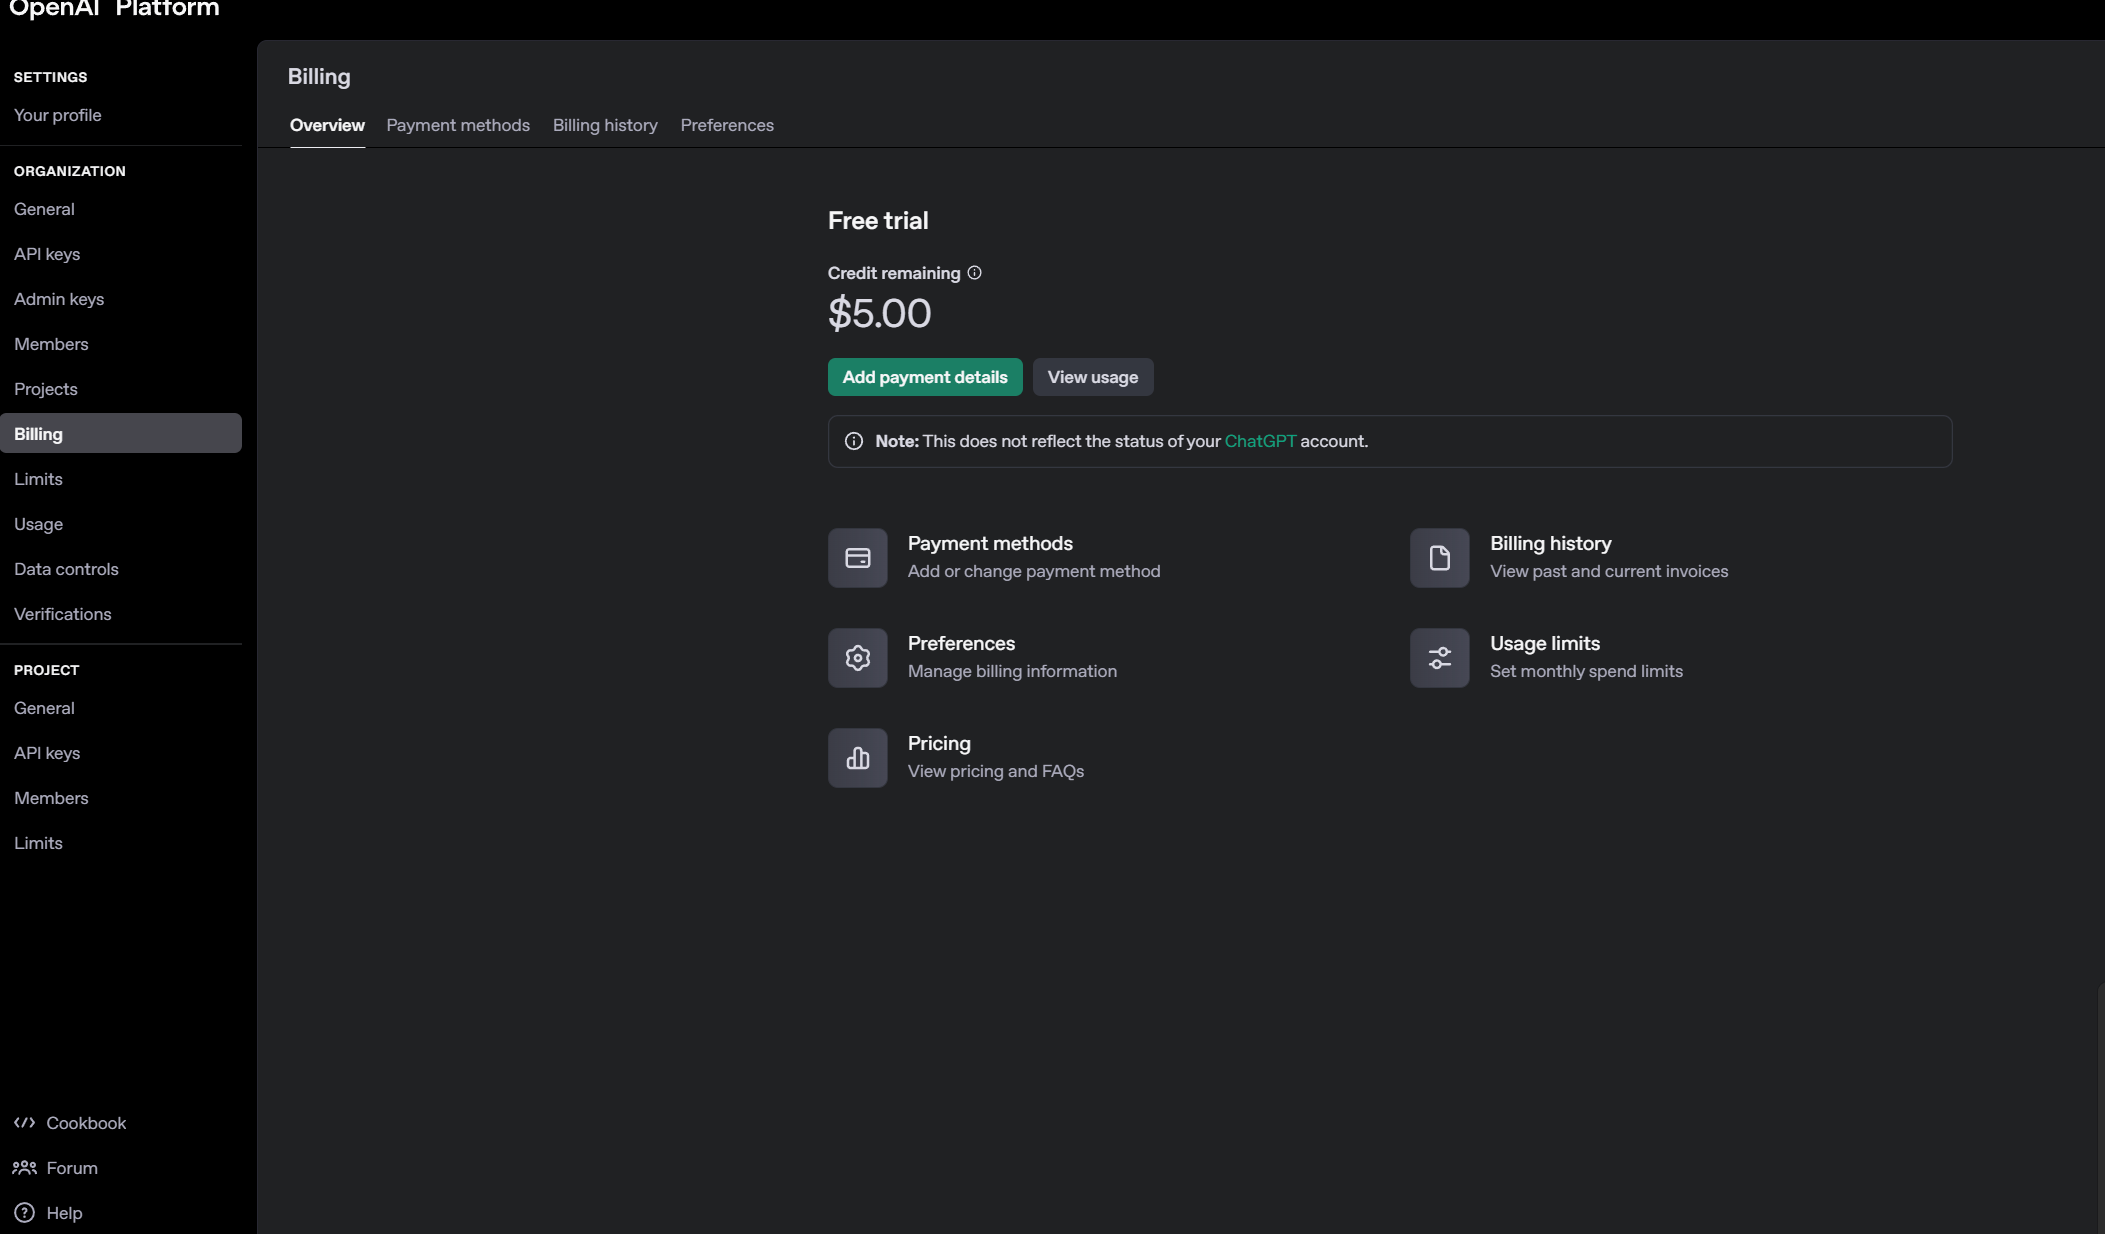 OpenAI Platform
SETTINGS
Your profile
ORGANIZATION
General
API keys
Admin keys
Members
Projects
Billing
Limits
Usage
Data controls
Verifications
PROJECT
General
API keys
Members
Limits
Cookbook
Forum
Help
Billing
Overview Payment methods Billing history Preferences
Free trial
Credit remaining
$5.00
Add payment details View usage
Note: This does not reflect the status of your ChatGPT account.
Payment methods
Add or change payment method
Billing history
View past and current invoices
Preferences
Manage billing information
Usage limits
Set monthly spend limits
Pricing
View pricing and FAQs